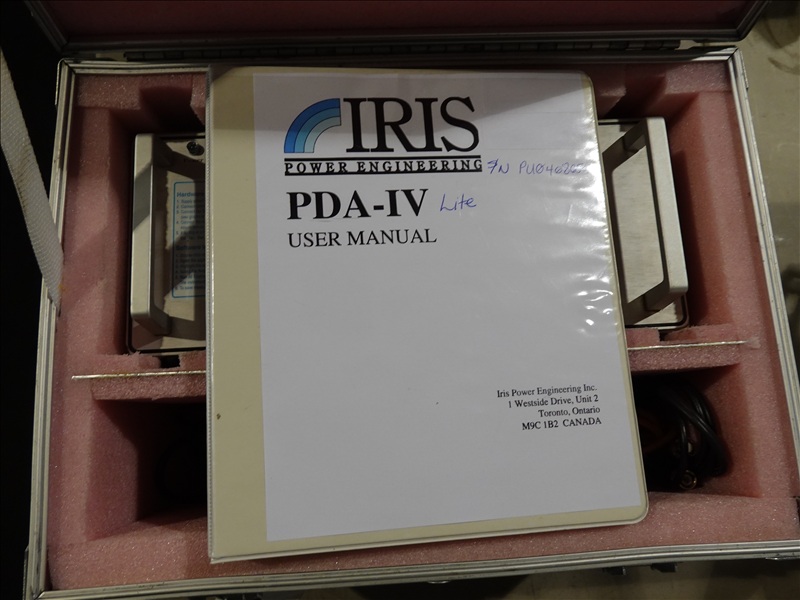 IRIS
POWER ENGINEERING
S/N
PDA-IV Lite
USER MANUAL
Iris Power Engineering Inc.
1 Westside Drive, Unit 2
Toronto, Ontario
M9C 1B2 CANADA